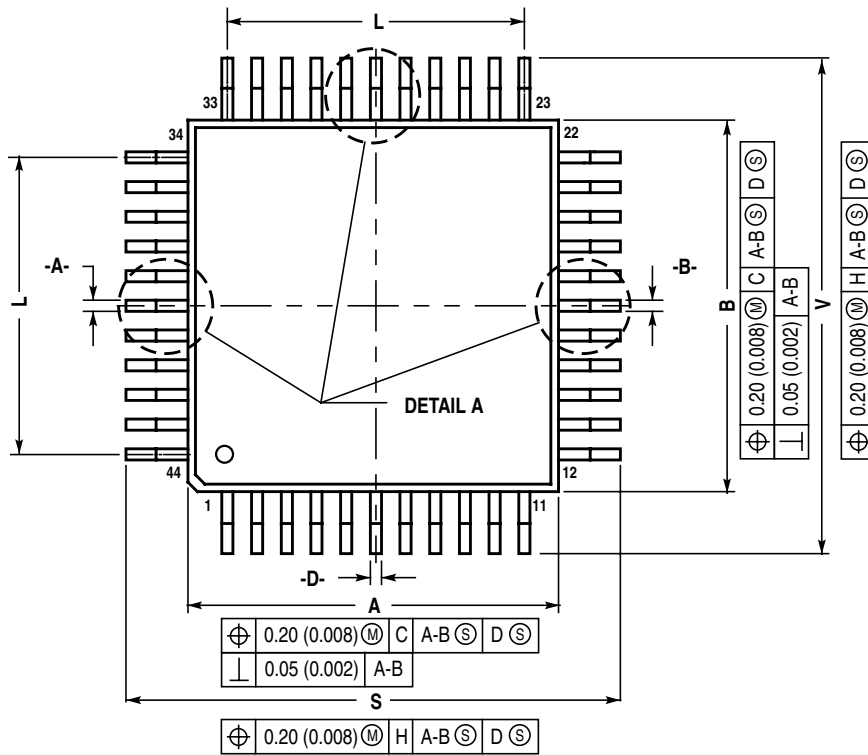 L
33
23
34
22
-A-
-B-
L
B
V
DETAIL A
44
12
1
11
-D-
A
⌖ 0.20 (0.008) Ⓜ C A-B Ⓢ D Ⓢ
⊥ 0.05 (0.002) A-B
S
⌖ 0.20 (0.008) Ⓜ H A-B Ⓢ D Ⓢ
⌖ 0.20 (0.008) Ⓜ C A-B Ⓢ D Ⓢ
⊥ 0.05 (0.002) A-B
⌖ 0.20 (0.008) Ⓜ H A-B Ⓢ D Ⓢ